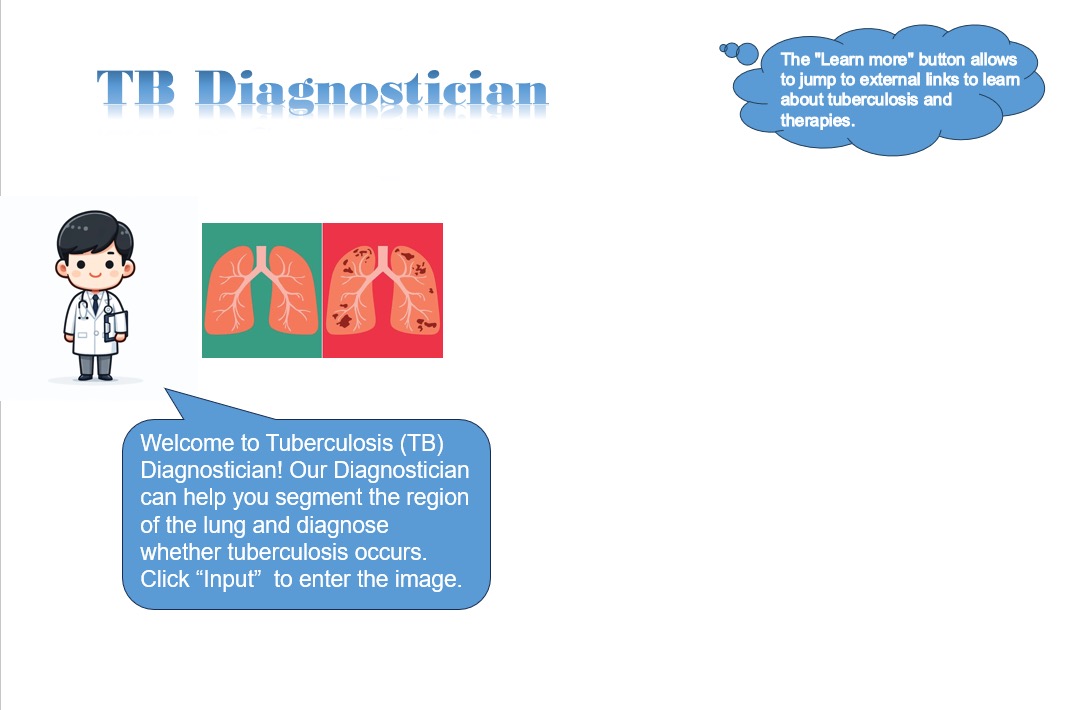 TB Diagnostician
The "Learn more" button allows
to jump to external links to learn
about tuberculosis and
therapies.
Welcome to Tuberculosis (TB)
Diagnostician! Our Diagnostician
can help you segment the region
of the lung and diagnose
whether tuberculosis occurs.
Click “Input”  to enter the image.